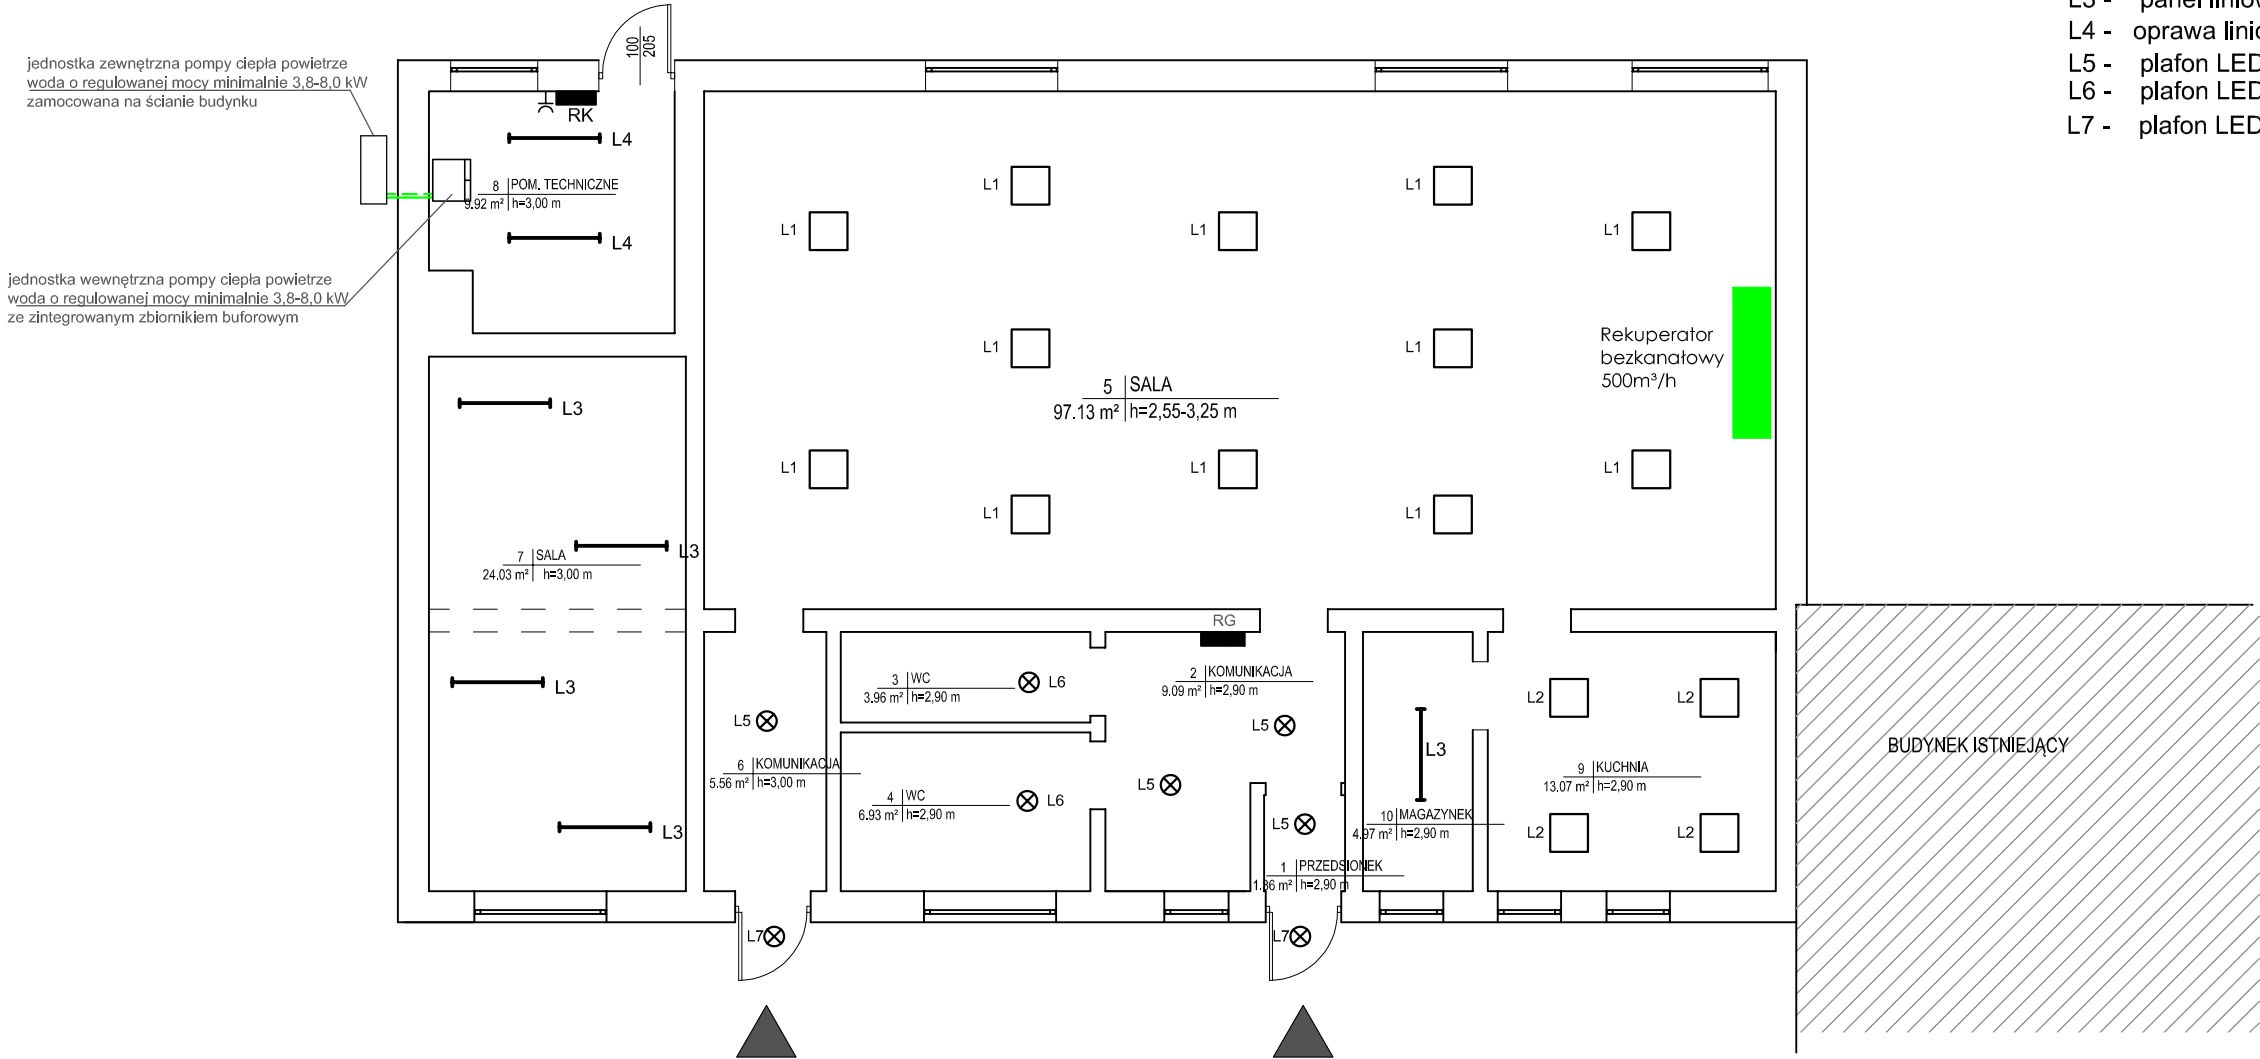 jednostka zewnętrzna pompy ciepła powietrze
woda o regulowanej mocy minimalnie 3,8-8,0 kW
zamocowana na ścianie budynku
jednostka wewnętrzna pompy ciepła powietrze
woda o regulowanej mocy minimalnie 3,8-8,0 kW
ze zintegrowanym zbiornikiem buforowym
L3 -
L4 - oprawa
L5 - plafon LED
L6 - plafon LED
L7 - plafon LED
100
205
RK
L4
8 POM. TECHNICZNE
9.92 m² h=3,00 m
L4
L1
L1
L1
L1
L1
L1
L1
Rekuperator
bezkanałowy
500m³/h
5 SALA
97.13 m² h=2,55-3,25 m
L1
L1
L1
L1
L1
L3
L3
7 SALA
24.03 m² h=3,00 m
L3
L3
RG
3 WC
3.96 m² h=2,90 m
L6
2 KOMUNIKACJA
9.09 m² h=2,90 m
L5
L5
L5
6 KOMUNIKACJA
5.56 m² h=3,00 m
4 WC
6.93 m² h=2,90 m
L6
L5
1 PRZEDSIONEK
h=2,90 m
L3
10 MAGAZYNEK
4.97 m² h=2,90 m
L2
L2
9 KUCHNIA
13.07 m² h=2,90 m
L2
L2
L7
L7
BUDYNEK ISTNIEJĄCY